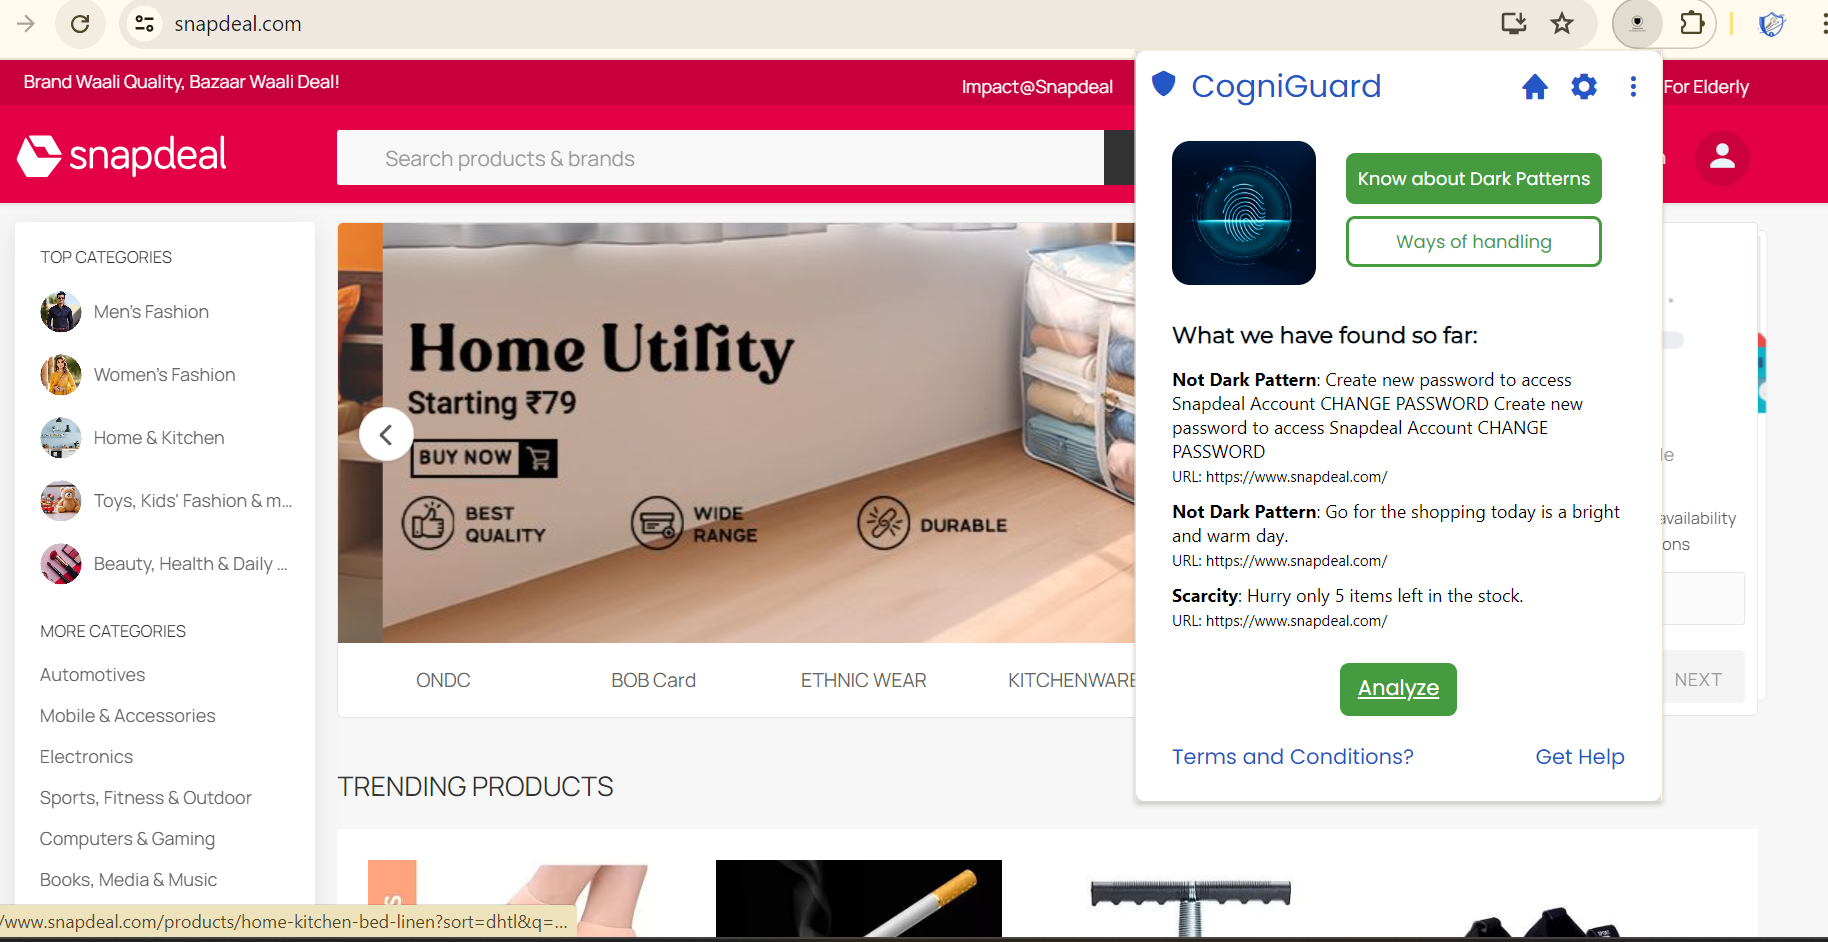 snapdeal.com
Brand Waali Quality, Bazaar Waali Deal!
Impact@Snapdeal
For Elderly
snapdeal
Search products & brands
TOP CATEGORIES
Men's Fashion
Women's Fashion
Home & Kitchen
Toys, Kids' Fashion & m...
Beauty, Health & Daily ...
MORE CATEGORIES
Automotives
Mobile & Accessories
Electronics
Sports, Fitness & Outdoor
Computers & Gaming
Books, Media & Music
/www.snapdeal.com/products/home-kitchen-bed-linen?sort=dhtl&q=...
Home Utility
Starting ₹79
BUY NOW
BEST
QUALITY
WIDE
RANGE
DURABLE
ONDC
BOB Card
ETHNIC WEAR
KITCHENWARE
TRENDING PRODUCTS
CogniGuard
Know about Dark Patterns
Ways of handling
What we have found so far:
Not Dark Pattern: Create new password to access
Snapdeal Account CHANGE PASSWORD Create new
password to access Snapdeal Account CHANGE
PASSWORD
URL: https://www.snapdeal.com/
Not Dark Pattern: Go for the shopping today is a bright
and warm day.
URL: https://www.snapdeal.com/
Scarcity: Hurry only 5 items left in the stock.
URL: https://www.snapdeal.com/
Analyze
Terms and Conditions?
Get Help
availability
ons
NEXT